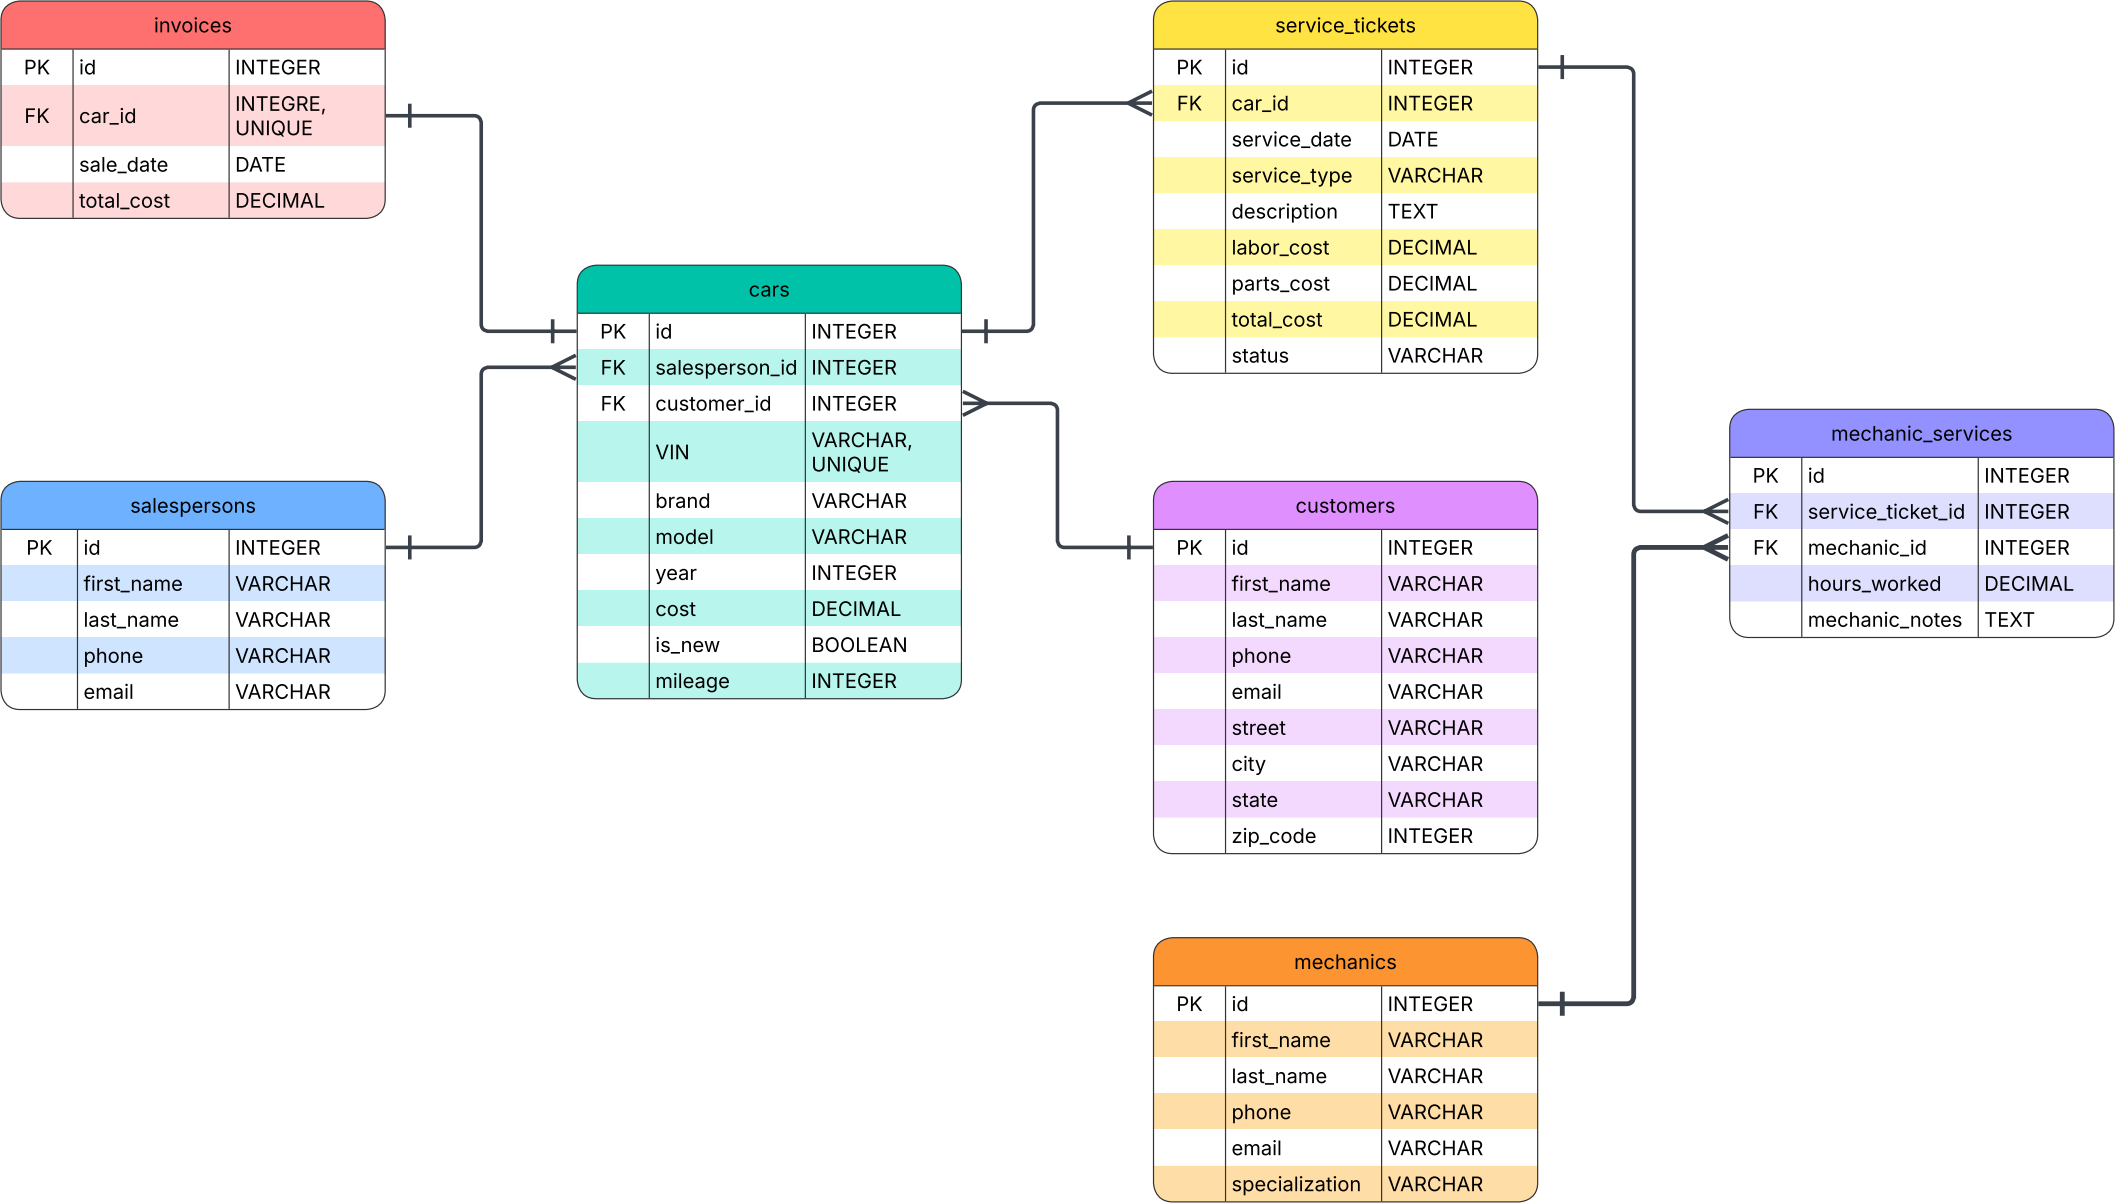 invoices
PK id INTEGER
FK car_id INTEGRE,
UNIQUE
sale_date DATE
total_cost DECIMAL
service_tickets
PK id INTEGER
FK car_id INTEGER
service_date DATE
service_type VARCHAR
description TEXT
labor_cost DECIMAL
parts_cost DECIMAL
total_cost DECIMAL
status VARCHAR
cars
PK id INTEGER
FK salesperson_id INTEGER
FK customer_id INTEGER
VIN VARCHAR,
UNIQUE
brand VARCHAR
model VARCHAR
year INTEGER
cost DECIMAL
is_new BOOLEAN
mileage INTEGER
mechanic_services
PK id INTEGER
FK service_ticket_id INTEGER
FK mechanic_id INTEGER
hours_worked DECIMAL
mechanic_notes TEXT
salespersons
PK id INTEGER
first_name VARCHAR
last_name VARCHAR
phone VARCHAR
email VARCHAR
customers
PK id INTEGER
first_name VARCHAR
last_name VARCHAR
phone VARCHAR
email VARCHAR
street VARCHAR
city VARCHAR
state VARCHAR
zip_code INTEGER
mechanics
PK id INTEGER
first_name VARCHAR
last_name VARCHAR
phone VARCHAR
email VARCHAR
specialization VARCHAR